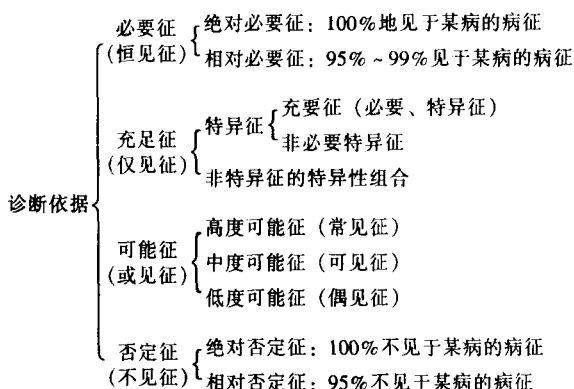 必要征
(恒见征)
绝对必要征：100%地见于某病的病征
相对必要征：95%～99%见于某病的病征
充足征
(仅见征)
特异征
充要征（必要、特异征）
非必要特异征
非特异征的特异性组合
诊断依据
可能征
(或见征)
高度可能征（常见征）
中度可能征（可见征）
低度可能征（偶见征）
否定征
(不见征)
绝对否定征：100%不见于某病的病征
相对否定征：95%不见于某病的病征